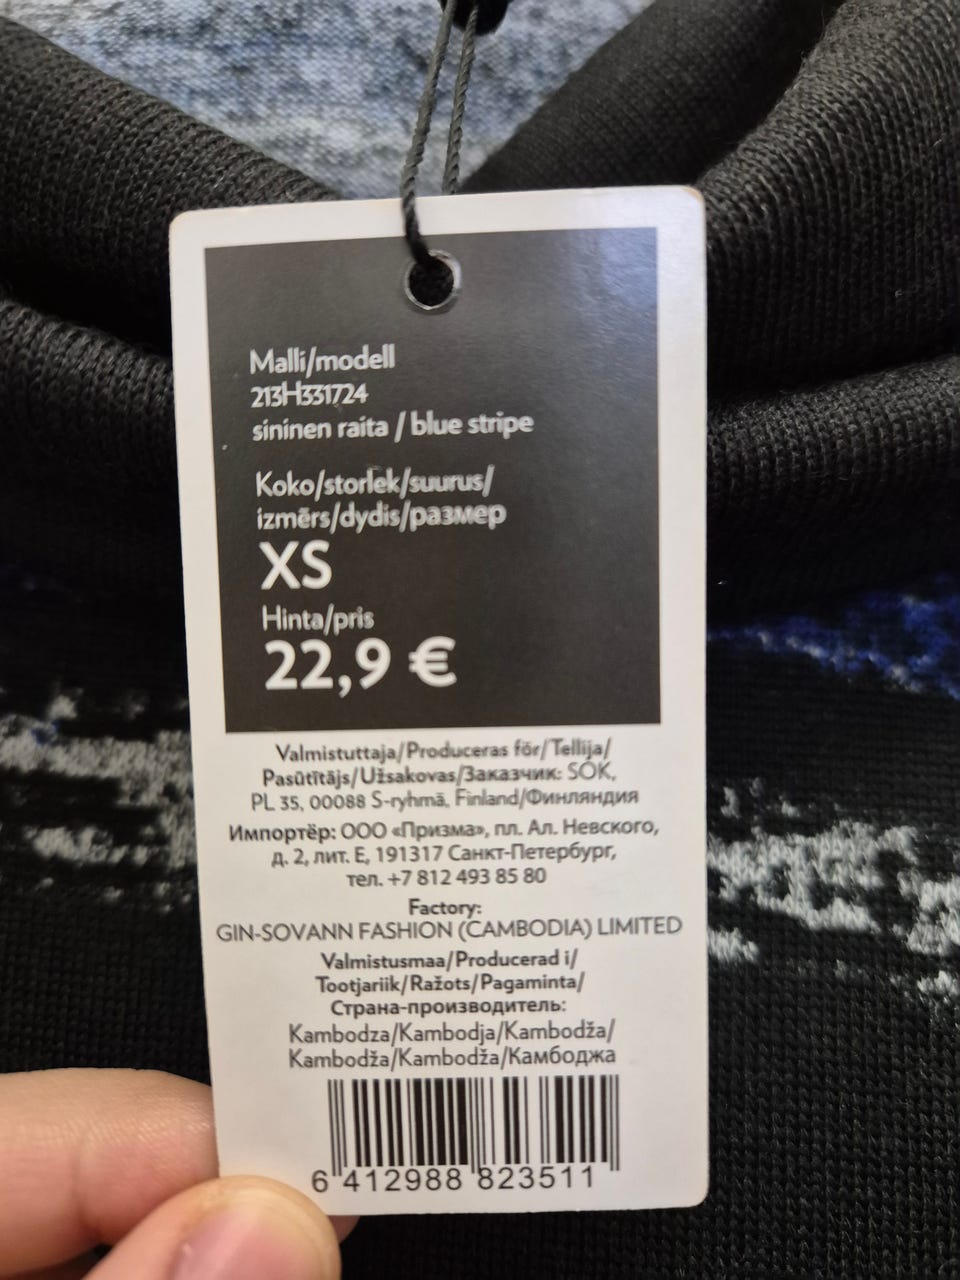 Malli/modell
213H331724
sininen raita / blue stripe
Koko/storlek/suurus/
izmērs/dydis/размер
XS
Hinta/pris
22,9 €
Valmistuttaja/Produceras för/Tellija/
Pasūtītājs/Užsakovas/Заказчик: SOK,
PL 35, 00088 S-ryhmä, Finland/Финляндия
Импортёр: ООО «Призма», пл. Ал. Невского,
д. 2, лит. Е, 191317 Санкт-Петербург,
тел. +7 812 493 85 80
Factory:
GIN-SOVANN FASHION (CAMBODIA) LIMITED
Valmistusmaa/Producerad i/
Tootjariik/Ražots/Pagaminta/
Страна-производитель:
Kambodza/Kambodja/Kambodža/
Kambodža/Kambodža/Камбоджа
6 412988 823511